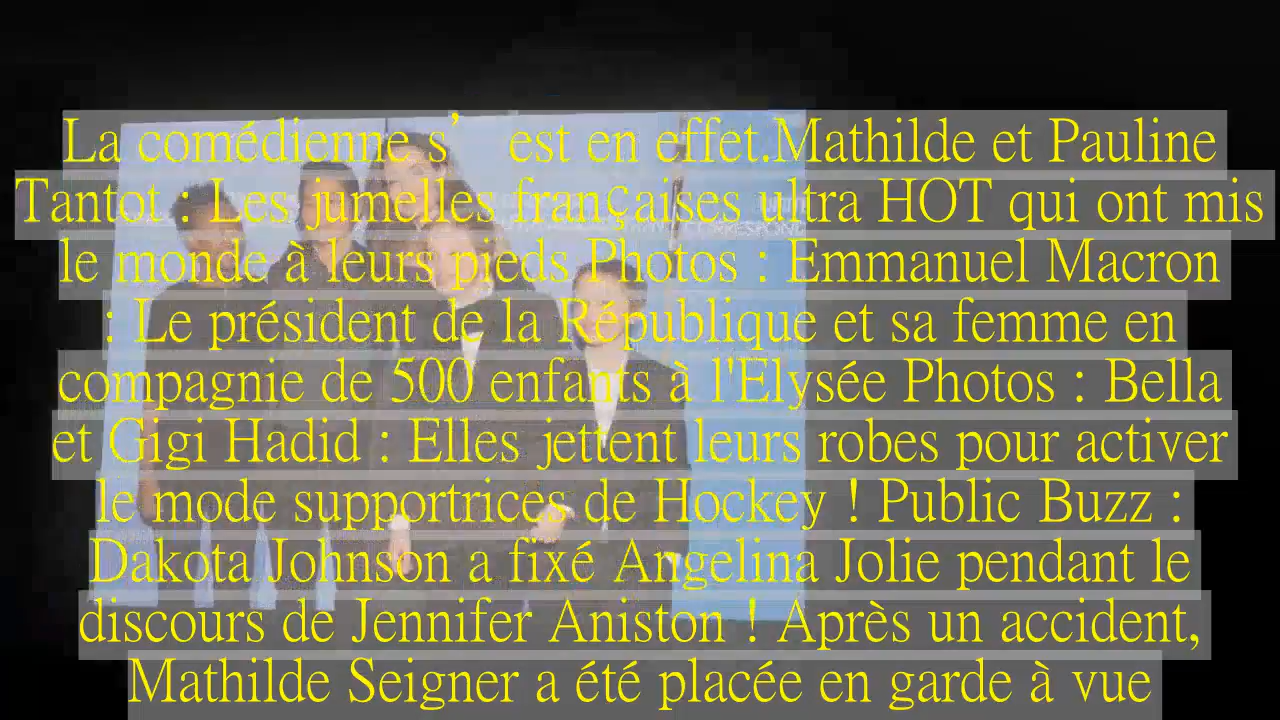 La comédienne s’ est en effet.Mathilde et Pauline
Tantot : Les jumelles françaises ultra HOT qui ont mis
le monde à leurs pieds Photos : Emmanuel Macron
: Le président de la République et sa femme en
compagnie de 500 enfants à l'Elysée Photos : Bella
et Gigi Hadid : Elles jettent leurs robes pour activer
le mode supportrices de Hockey ! Public Buzz :
Dakota Johnson a fixé Angelina Jolie pendant le
discours de Jennifer Aniston ! Après un accident,
Mathilde Seigner a été placée en garde à vue